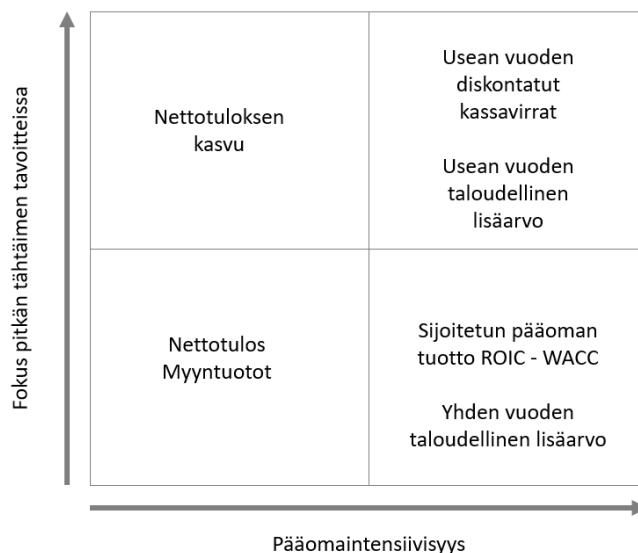 Fokus pitkän tähtäimen tavoitteissa
Nettotuloksen
kasvu
Usean vuoden
diskontatut
kassavirrat
Usean vuoden
taloudellinen
lisäarvo
Nettotulos
Myyntuotot
Sijoitetun pääoman
tuotto ROIC - WACC
Yhden vuoden
taloudellinen lisäarvo
Pääomaintensiivisyys